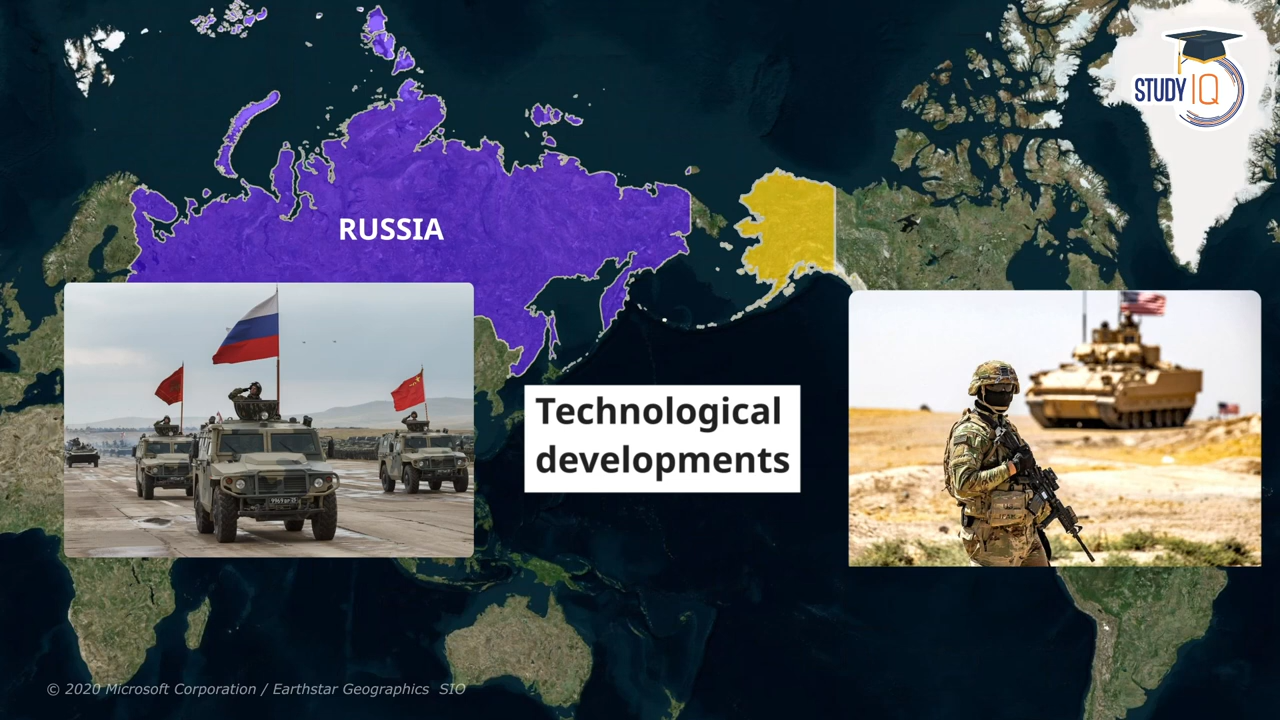 STUDY IQ
RUSSIA
Technological
developments
© 2020 Microsoft Corporation / Earthstar Geographics SIO